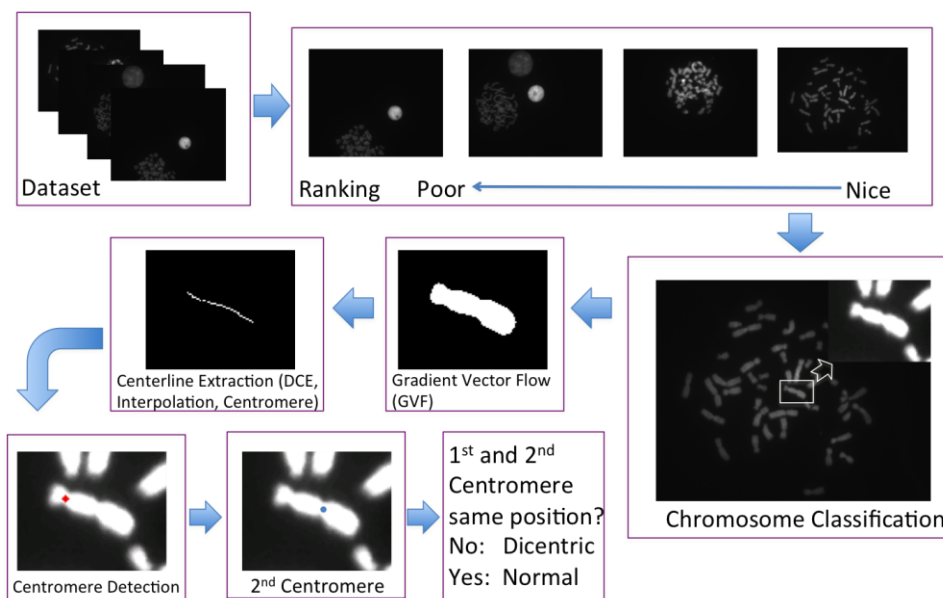 Dataset
Ranking Poor Nice
Chromosome Classification
Gradient Vector Flow
(GVF)
Centerline Extraction (DCE,
Interpolation, Centromere)
Centromere Detection
2nd Centromere
1st and 2nd
Centromere
same position?
No: Dicentric
Yes: Normal